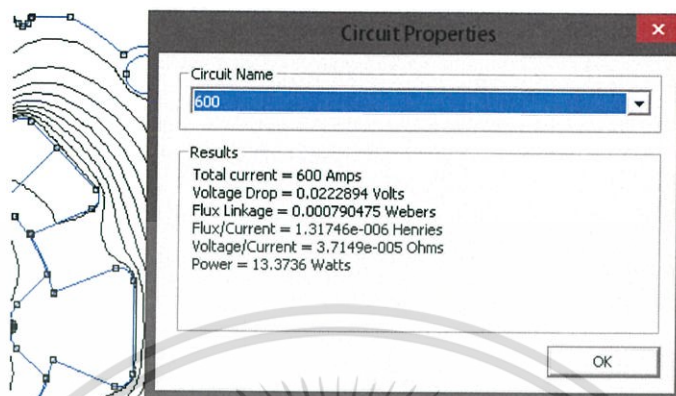 Circuit Properties
Circuit Name
600
Results
Total current = 600 Amps
Voltage Drop = 0.0222894 Volts
Flux Linkage = 0.000790475 Webers
Flux/Current = 1.31746e-006 Henries
Voltage/Current = 3.7149e-005 Ohms
Power = 13.3736 Watts
OK